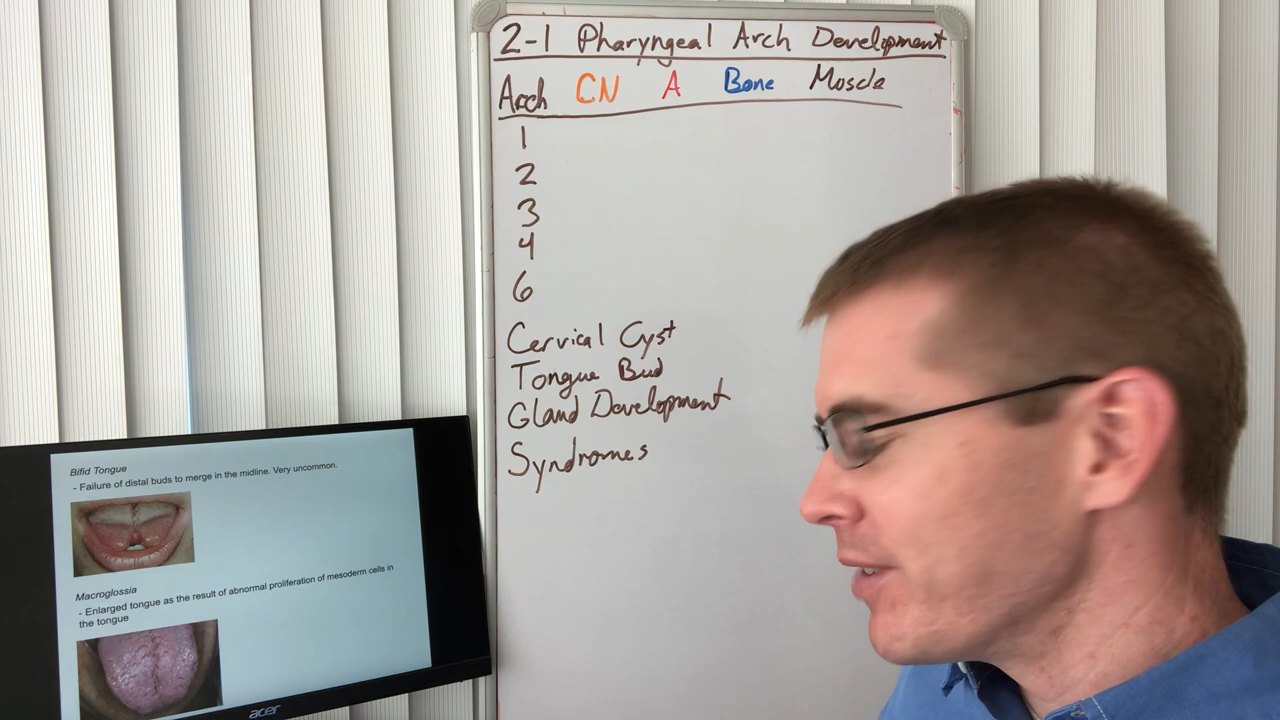 2-1 Pharyngeal Arch Development
Arch CN A Bone Muscle
1
2
3
4
6
Cervical Cyst
Tongue Bud
Gland Development
Syndromes
Bifid Tongue
- Failure of distal buds to merge in the midline. Very uncommon.
Macroglossia
- Enlarged tongue as the result of abnormal proliferation of mesoderm cells in
the tongue
acer